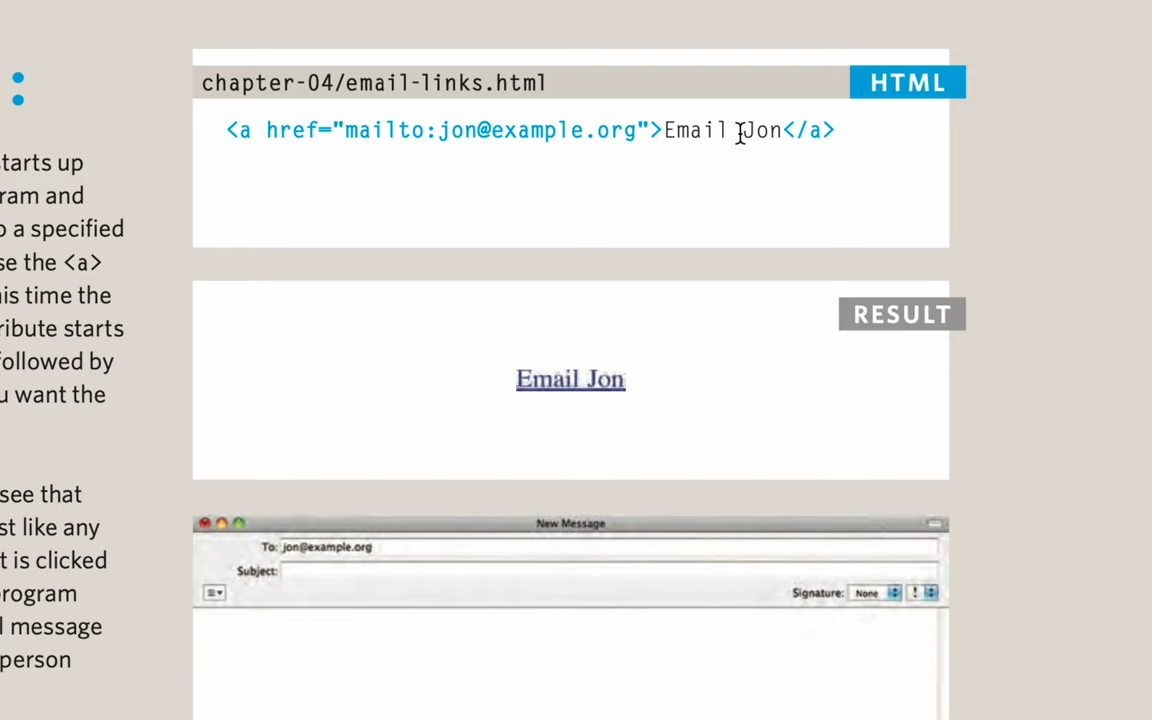 :
chapter-04/email-links.html
HTML
<a href="mailto:jon@example.org">Email Jon</a>
starts up
ram and
o a specified
se the <a>
his time the
ribute starts
followed by
u want the
see that
st like any
t is clicked
program
l message
person
RESULT
Email Jon
New Message
To: jon@example.org
Subject:
Signature: None !